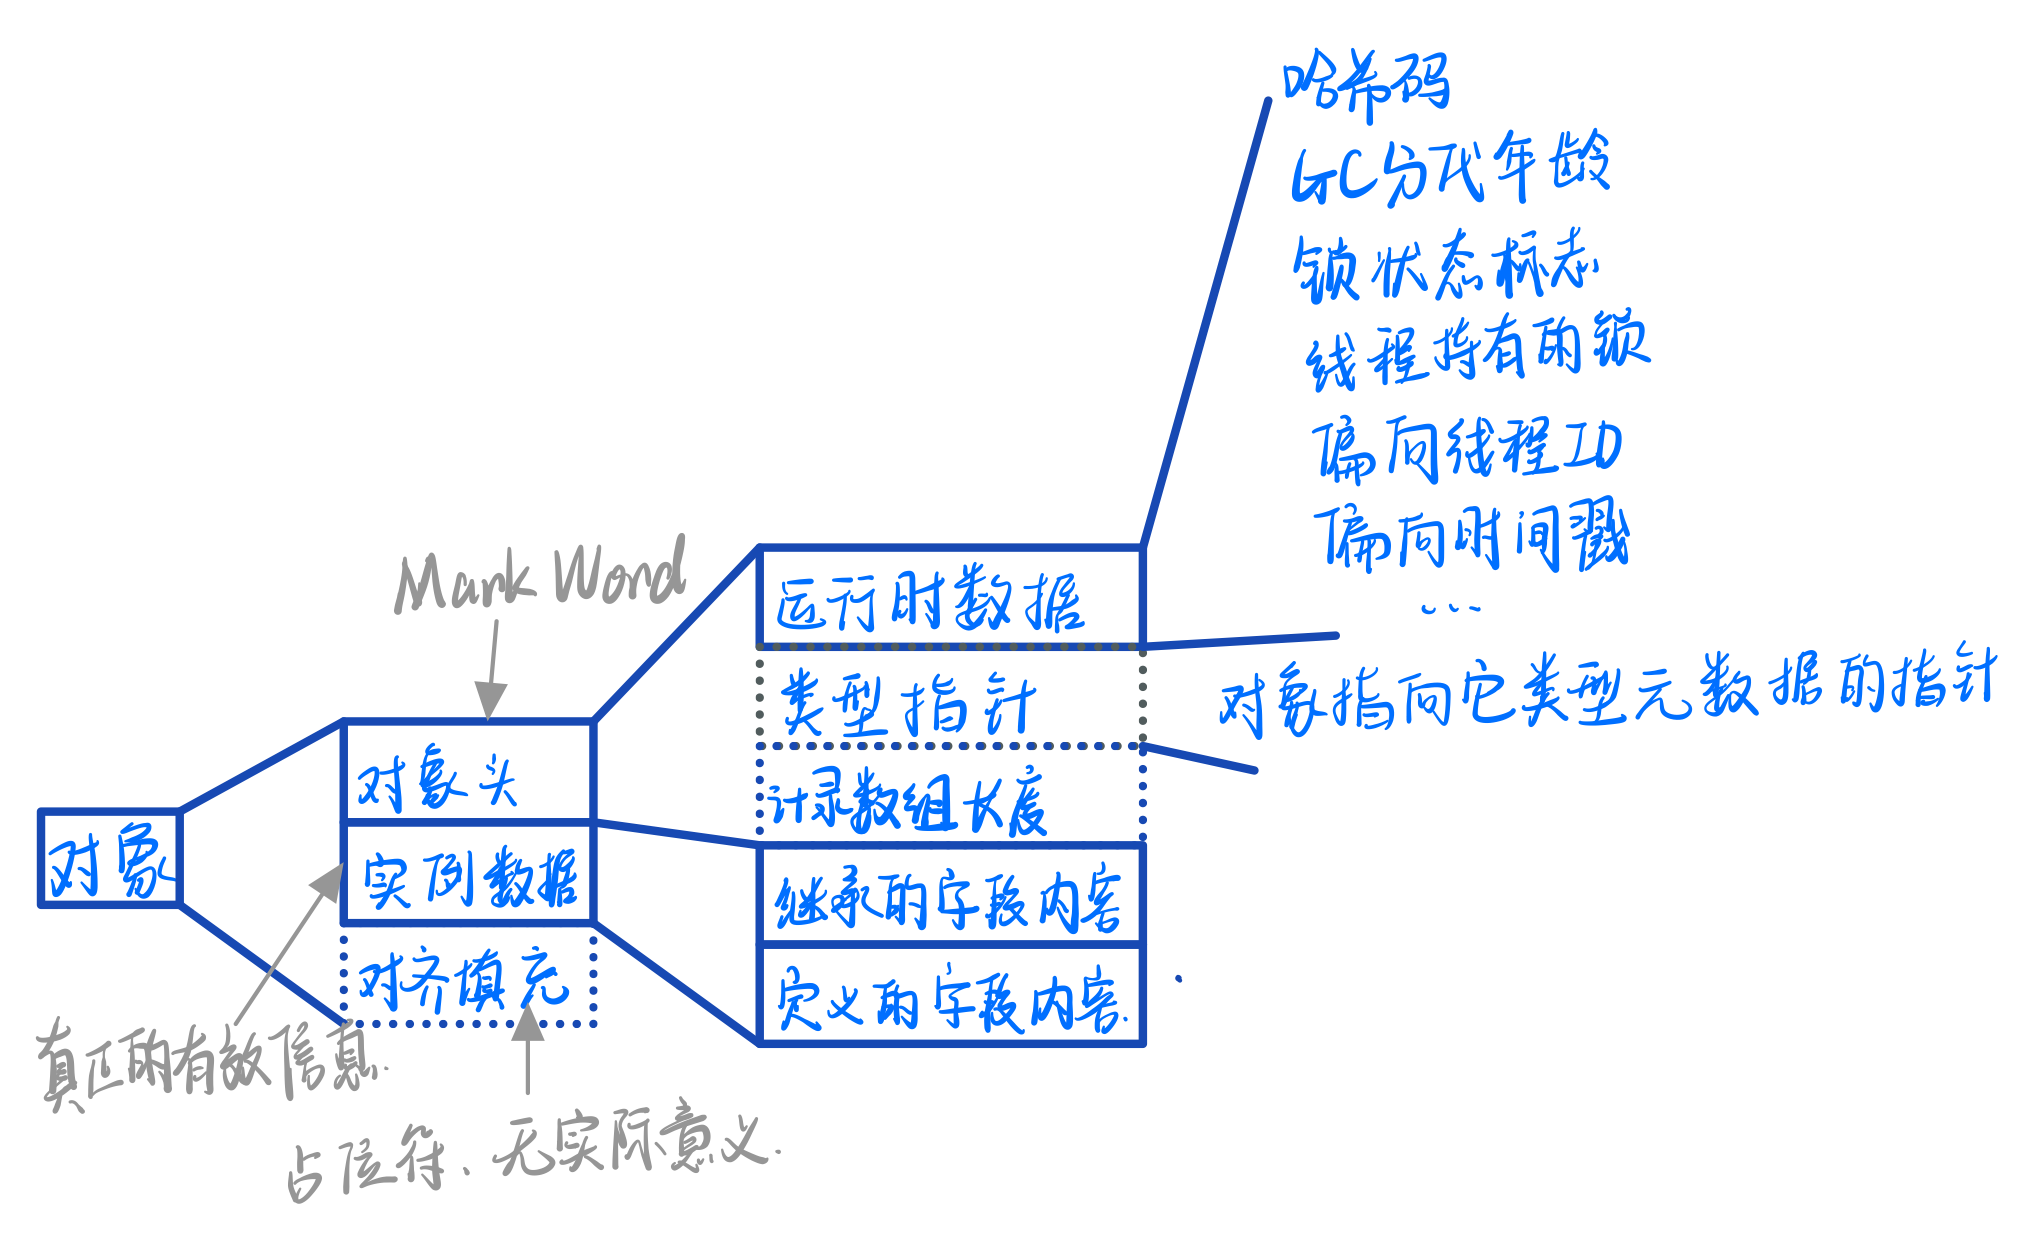 哈希码
GC分代年龄
锁状态标志
线程持有的锁
偏向线程ID
偏向时间戳
...
Mark Word
运行时数据
类型指针
对象指向它类型元数据的指针
对象头
计录数组长度
对象
实例数据
继承的字段内容
对齐填充
定义的字段内容.
真正的有效信息.
占位符、无实际意义.